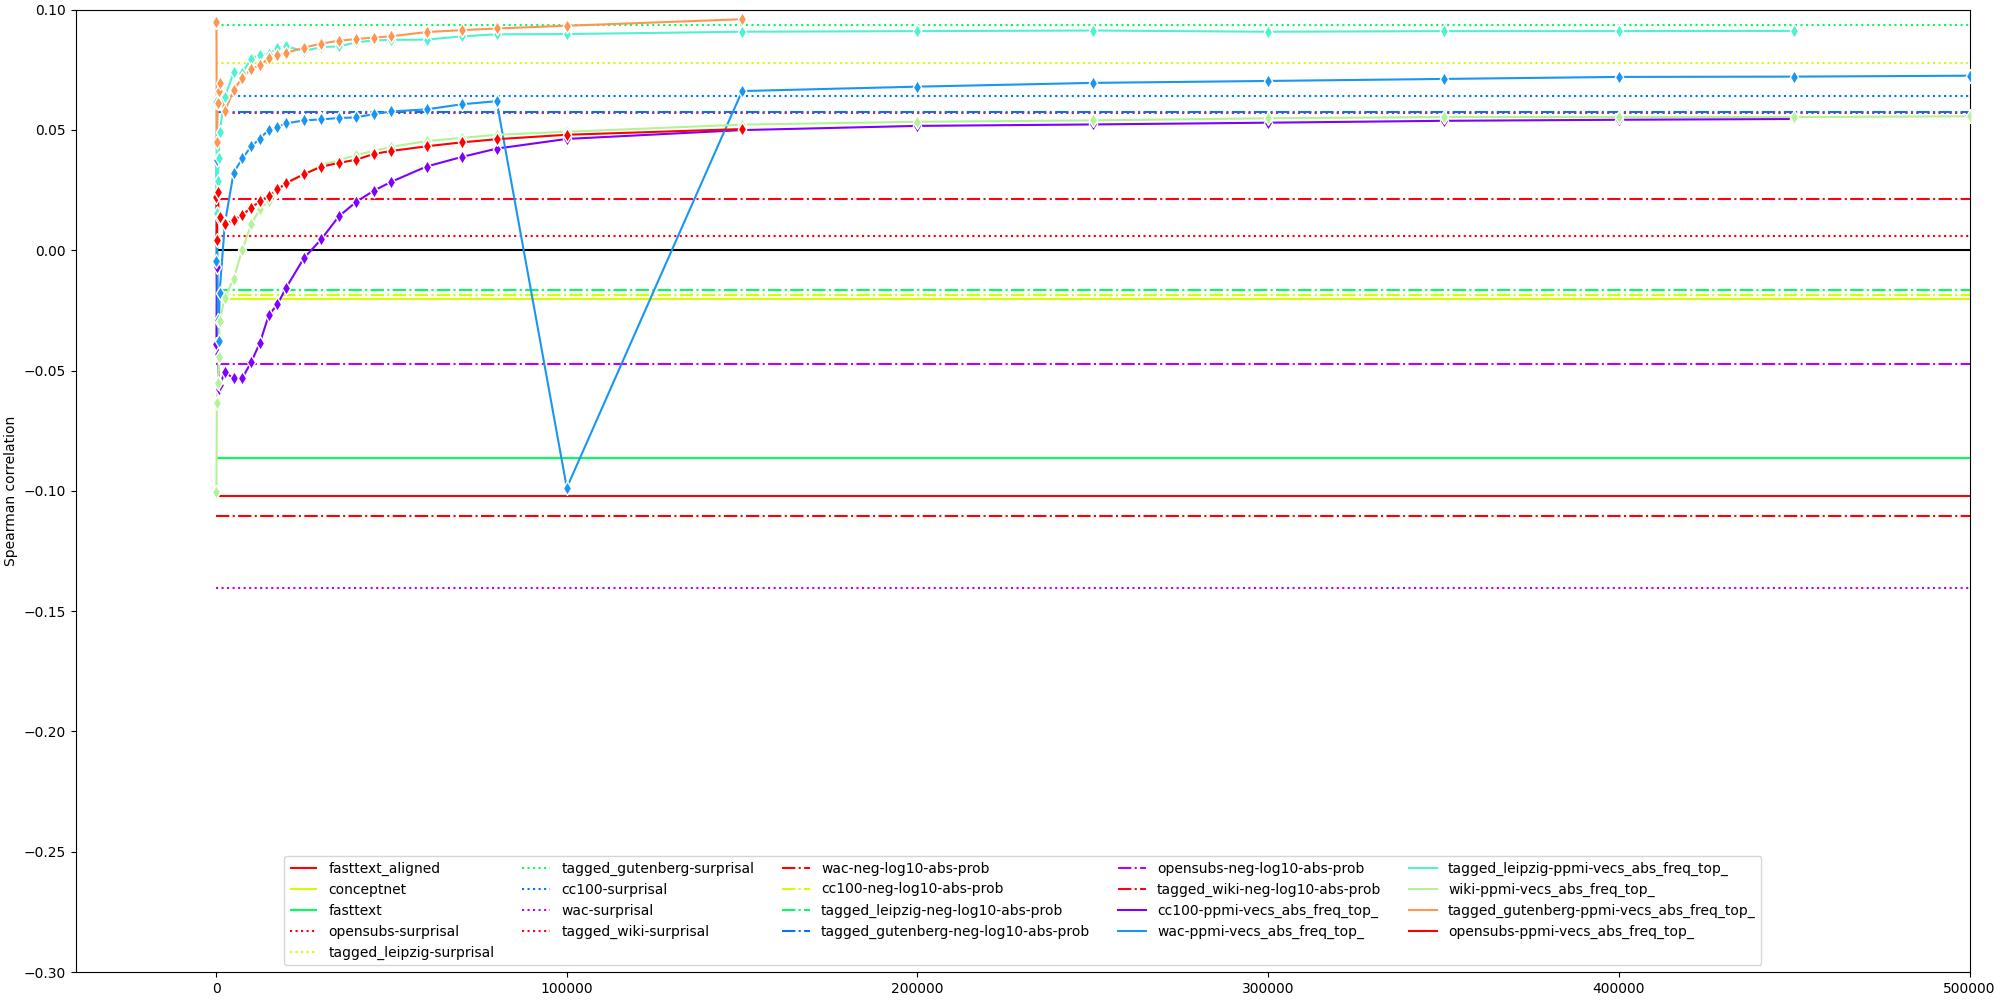 0.10
0.05
0.00
−0.05
−0.10
−0.15
−0.20
−0.25
−0.30
Spearman correlation
fasttext_aligned
conceptnet
fasttext
opensubs-surprisal
tagged_leipzig-surprisal
tagged_gutenberg-surprisal
cc100-surprisal
wac-surprisal
tagged_wiki-surprisal
wac-neg-log10-abs-prob
cc100-neg-log10-abs-prob
tagged_leipzig-neg-log10-abs-prob
tagged_gutenberg-neg-log10-abs-prob
opensubs-neg-log10-abs-prob
tagged_wiki-neg-log10-abs-prob
cc100-ppmi-vecs_abs_freq_top_
wac-ppmi-vecs_abs_freq_top_
tagged_leipzig-ppmi-vecs_abs_freq_top_
wiki-ppmi-vecs_abs_freq_top_
tagged_gutenberg-ppmi-vecs_abs_freq_top_
opensubs-ppmi-vecs_abs_freq_top_
0
100000
200000
300000
400000
500000